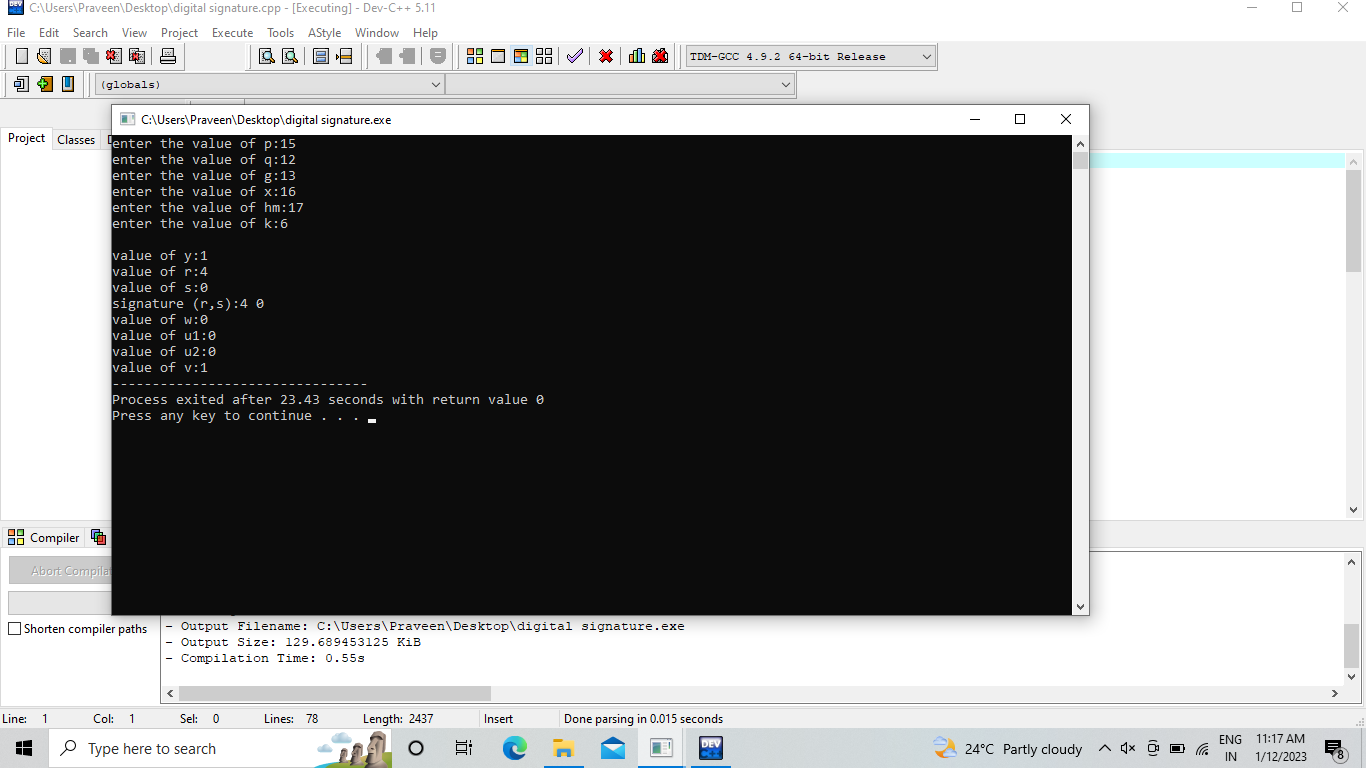 C:\Users\Praveen\Desktop\digital signature.cpp - [Executing] - Dev-C++ 5.11
File Edit Search View Project Execute Tools AStyle Window Help
TDM-GCC 4.9.2 64-bit Release
(globals)
C:\Users\Praveen\Desktop\digital signature.exe
Project Classes
enter the value of p:15
enter the value of q:12
enter the value of g:13
enter the value of x:16
enter the value of hm:17
enter the value of k:6
value of y:1
value of r:4
value of s:0
signature (r,s):4 0
value of w:0
value of u1:0
value of u2:0
value of v:1
--------------------------------
Process exited after 23.43 seconds with return value 0
Press any key to continue . . .
Compiler
Abort Compilat
Shorten compiler paths
- Output Filename: C:\Users\Praveen\Desktop\digital signature.exe
- Output Size: 129.689453125 KiB
- Compilation Time: 0.55s
Line: 1 Col: 1 Sel: 0 Lines: 78 Length: 2437 Insert Done parsing in 0.015 seconds
Type here to search
DEV
24°C Partly cloudy
ENG
IN
11:17 AM
1/12/2023
8